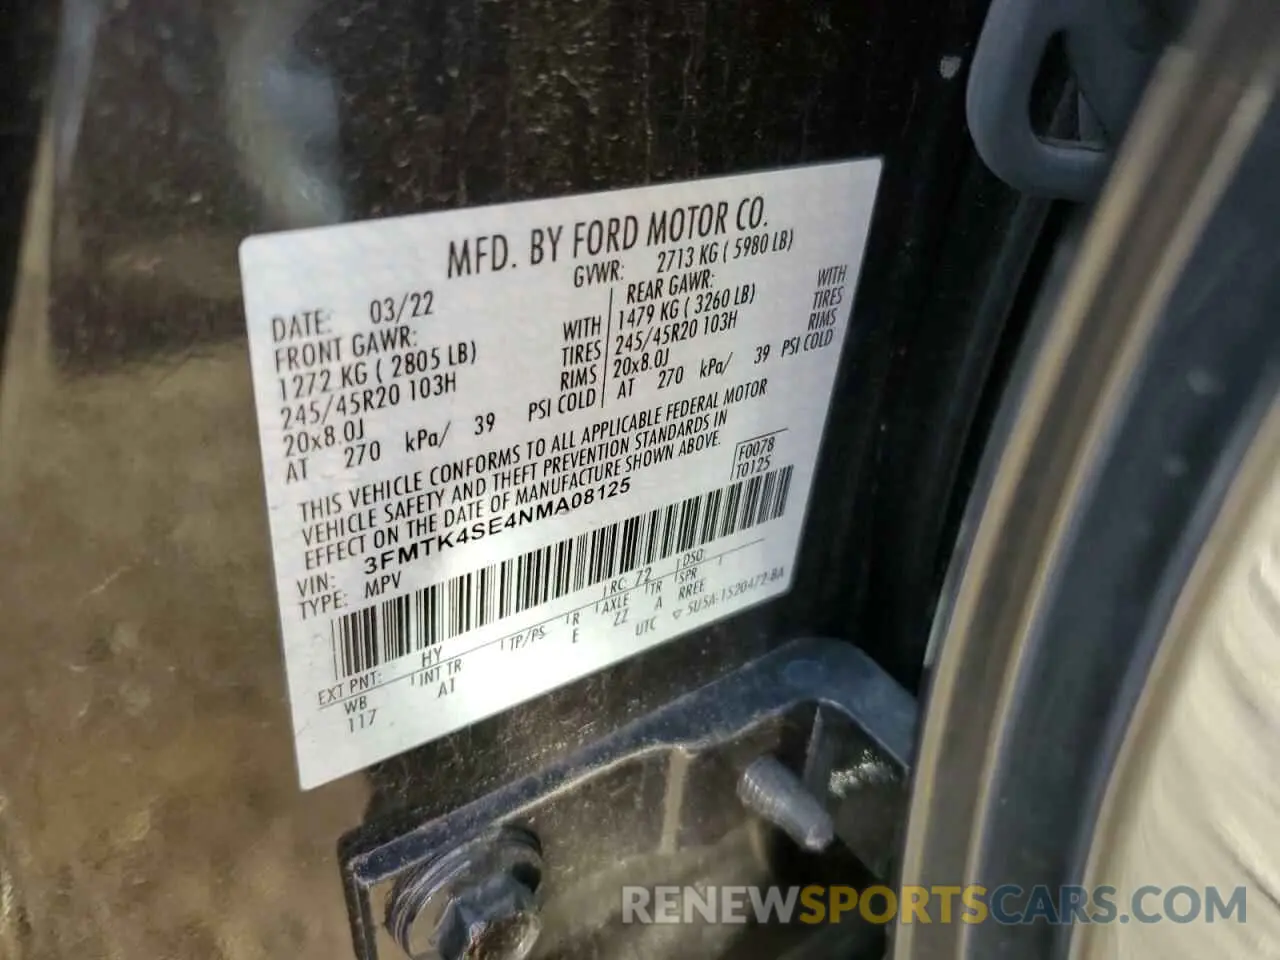 MFD. BY FORD MOTOR CO.
DATE: 03/22 GVWR: 2713 KG ( 5980 LB)
FRONT GAWR: REAR GAWR:
1272 KG ( 2805 LB) WITH 1479 KG ( 3260 LB) WITH
245/45R20 103H TIRES 245/45R20 103H TIRES
20x8.0J RIMS 20x8.0J RIMS
AT 270 kPa/ 39 PSI COLD AT 270 kPa/ 39 PSI COLD
THIS VEHICLE CONFORMS TO ALL APPLICABLE FEDERAL MOTOR
VEHICLE SAFETY AND THEFT PREVENTION STANDARDS IN
EFFECT ON THE DATE OF MANUFACTURE SHOWN ABOVE.
F0078
T0125
VIN: 3FMTK4SE4NMA08125
TYPE: MPV
EXT PNT: HY RC: 72 DSO:
WB INT TR TP/PS R AXLE TR SPR
117 AT E ZZ A RREE
UTC 5U5A-1520472-BA
RENEWSPORTSCARS.COM